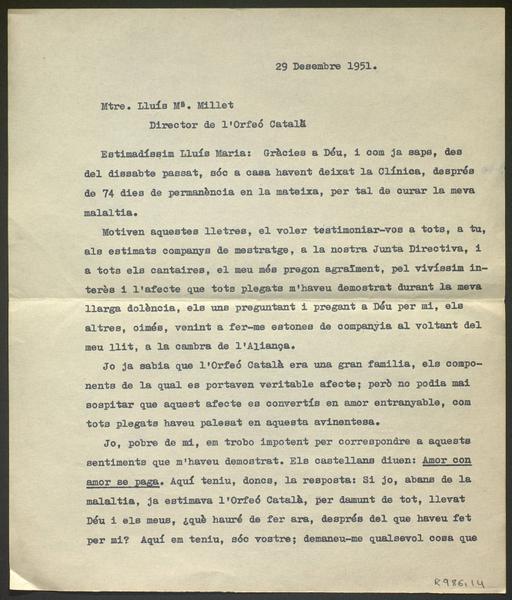 29 Desembre 1951.
Mtre. Lluís Mª. Millet
Director de l'Orfeó Català
Estimadíssim Lluís Maria: Gràcies a Déu, i com ja saps, des
del dissabte passat, sóc a casa havent deixat la Clínica, després
de 74 dies de permanència en la mateixa, per tal de curar la meva
malaltia.
Motiven aquestes lletres, el voler testimoniar-vos a tots, a tu,
als estimats companys de mestratge, a la nostra Junta Directiva, i
a tots els cantaires, el meu més pregon agraïment, pel vivíssim in-
terès i l'afecte que tots plegats m'haveu demostrat durant la meva
llarga dolència, els uns preguntant i pregant a Déu per mi, els
altres, oimés, venint a fer-me estones de companyia al voltant del
meu llit, a la cambra de l'Aliança.
Jo ja sabia que l'Orfeó Català era una gran familia, els compo-
nents de la qual es portaven veritable afecte; però no podia mai
sospitar que aquest afecte es convertís en amor entranyable, com
tots plegats haveu palesat en aquesta avinentesa.
Jo, pobre de mi, em trobo impotent per correspondre a aquests
sentiments que m'haveu demostrat. Els castellans diuen: Amor con
amor se paga. Aquí teniu, doncs, la resposta: Si jo, abans de la
malaltia, ja estimava l'Orfeó Català, per damunt de tot, llevat
Déu i els meus, ¿què hauré de fer ara, després del que haveu fet
per mi? Aquí em teniu, sóc vostre; demaneu-me qualsevol cosa que
R986,14